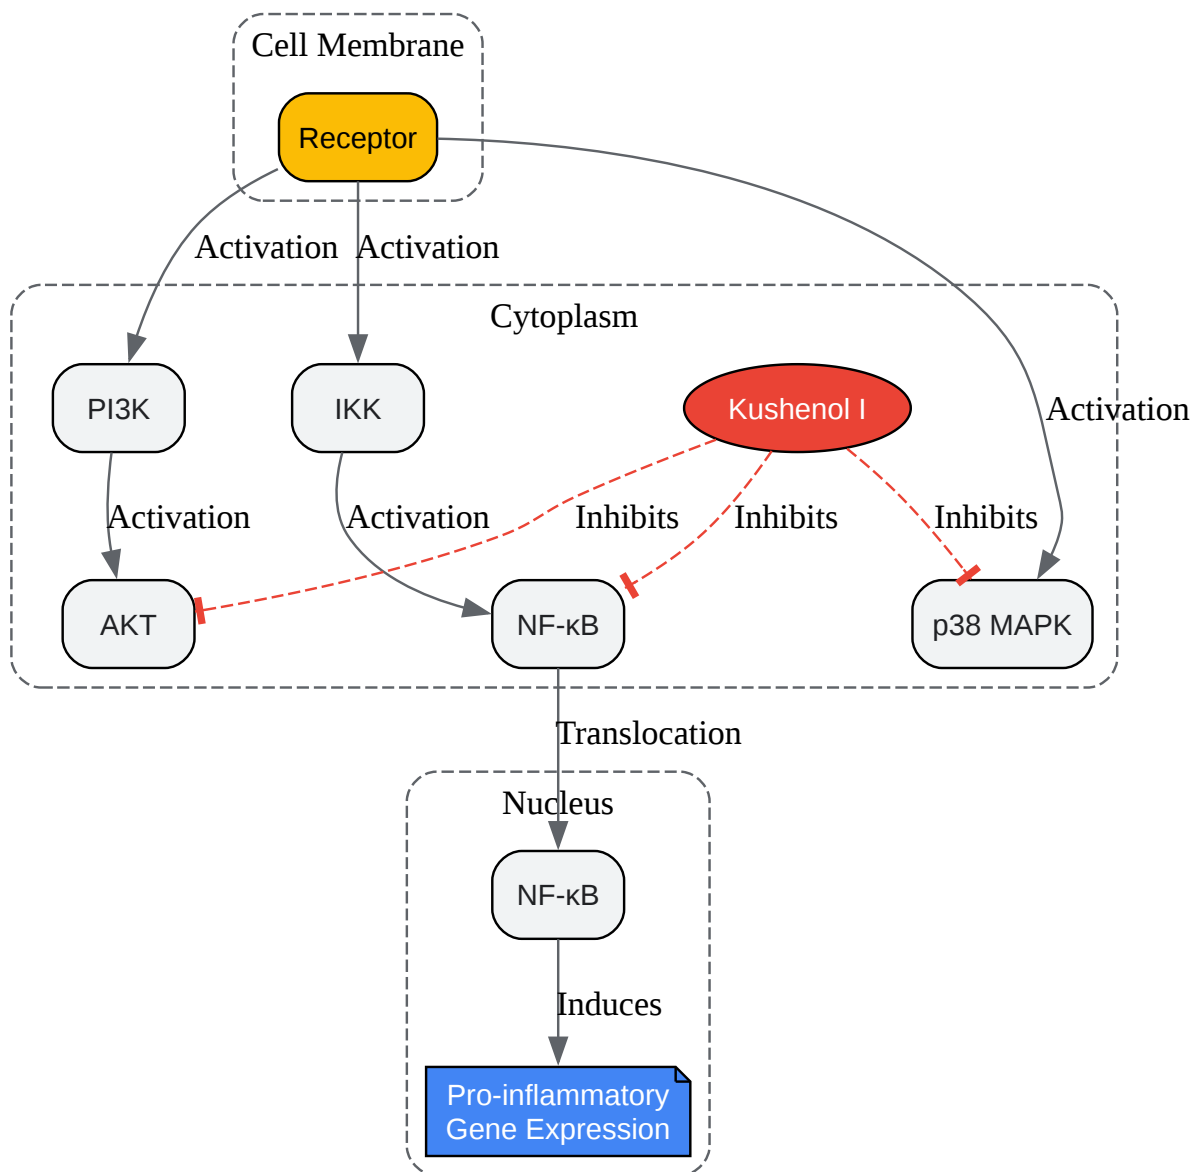 Cell Membrane
Receptor
Activation
Activation
Cytoplasm
PI3K
IKK
Kushenol I
Activation
Activation
Activation
Inhibits
Inhibits
Inhibits
AKT
NF-κB
p38 MAPK
Translocation
Nucleus
NF-κB
Induces
Pro-inflammatory
Gene Expression